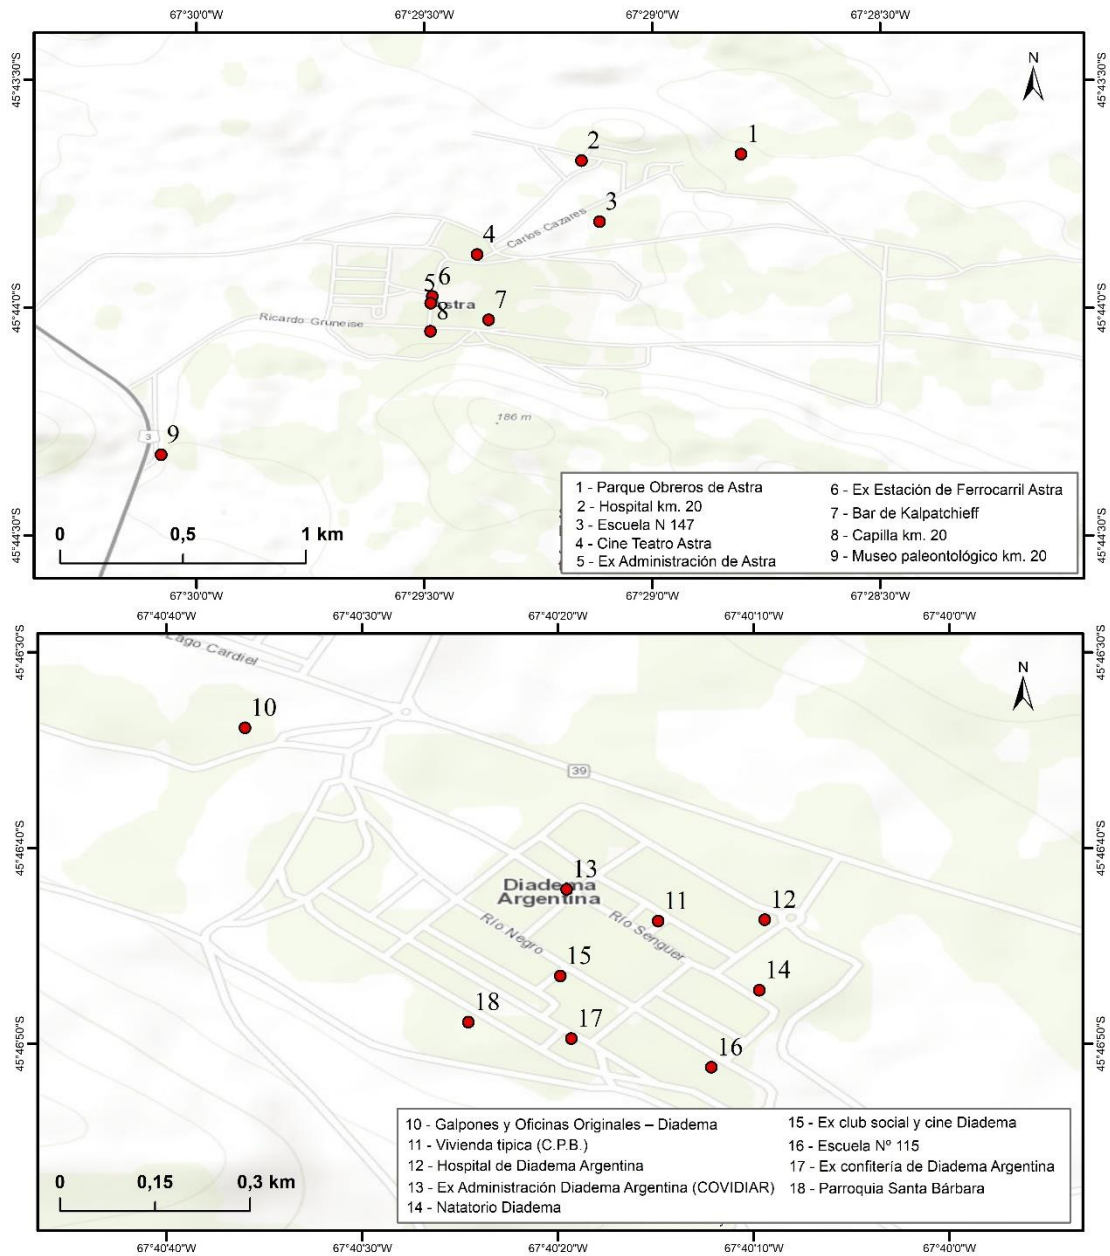 67°30'0"W 67°29'30"W 67°29'0"W 67°28'30"W
45°43'30"S 45°43'30"S
N
1
2
3
Carlos Cazares
4
5 6
stra
45°44'0"S 45°44'0"S
7
8
Ricardo Gruneise
186 m
3
9
0 0,5 1 km
45°44'30"S 45°44'30"S
1 - Parque Obreros de Astra
2 - Hospital km. 20
3 - Escuela N 147
4 - Cine Teatro Astra
5 - Ex Administración de Astra
6 - Ex Estación de Ferrocarril Astra
7 - Bar de Kalpatchieff
8 - Capilla km. 20
9 - Museo paleontológico km. 20
67°30'0"W 67°29'30"W 67°29'0"W 67°28'30"W
67°40'40"W 67°40'30"W 67°40'20"W 67°40'10"W 67°40'0"W
45°46'30"S 45°46'30"S
Lago Cardiel
N
10
39
45°46'40"S 45°46'40"S
13
Diadema
Argentina
11
12
Río Negro
Río Sengüer
15
14
18
17
16
45°46'50"S 45°46'50"S
0 0,15 0,3 km
10 - Galpones y Oficinas Originales – Diadema
11 - Vivienda tipica (C.P.B.)
12 - Hospital de Diadema Argentina
13 - Ex Administración Diadema Argentina (COVIDIAR)
14 - Natatorio Diadema
15 - Ex club social y cine Diadema
16 - Escuela Nº 115
17 - Ex confitería de Diadema Argentina
18 - Parroquia Santa Bárbara
67°40'40"W 67°40'30"W 67°40'20"W 67°40'10"W 67°40'0"W